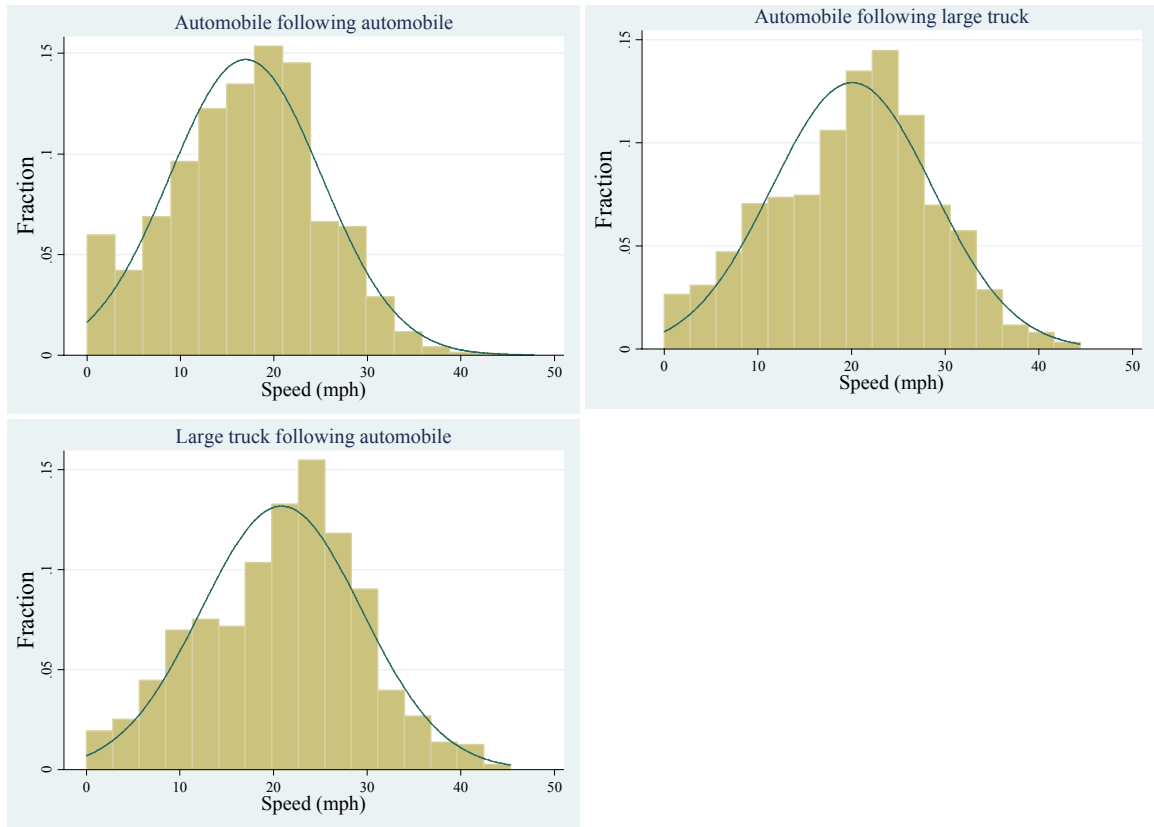 Automobile following automobile
Fraction
.15
.1
.05
0
0 10 20 30 40 50
Speed (mph)
Automobile following large truck
Fraction
.15
.1
.05
0
0 10 20 30 40 50
Speed (mph)
Large truck following automobile
Fraction
.15
.1
.05
0
0 10 20 30 40 50
Speed (mph)